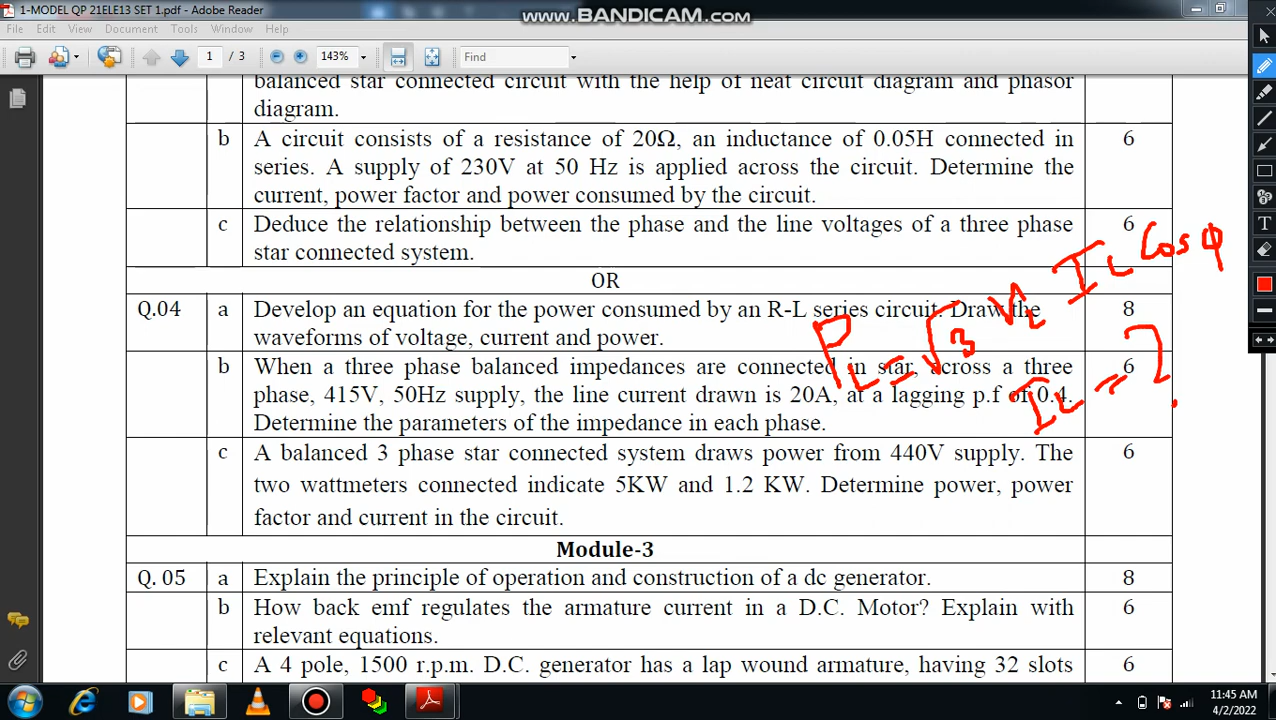 1-MODEL QP 21ELE13 SET 1.pdf - Adobe Reader
www.BANDICAM.com
File Edit View Document Tools Window Help
1 / 3 143% Find
balanced star connected circuit with the help of neat circuit diagram and phasor
diagram.
b A circuit consists of a resistance of 20Ω, an inductance of 0.05H connected in 6
series. A supply of 230V at 50 Hz is applied across the circuit. Determine the
current, power factor and power consumed by the circuit.
c Deduce the relationship between the phase and the line voltages of a three phase 6
star connected system.
OR
Q.04 a Develop an equation for the power consumed by an R-L series circuit. Draw the 8
waveforms of voltage, current and power.
PL = √3 VL IL Cos φ
b When a three phase balanced impedances are connected in star, across a three 6
phase, 415V, 50Hz supply, the line current drawn is 20A, at a lagging p.f of 0.4.
Determine the parameters of the impedance in each phase.
IL = ?
c A balanced 3 phase star connected system draws power from 440V supply. The 6
two wattmeters connected indicate 5KW and 1.2 KW. Determine power, power
factor and current in the circuit.
Module-3
Q. 05 a Explain the principle of operation and construction of a dc generator. 8
b How back emf regulates the armature current in a D.C. Motor? Explain with 6
relevant equations.
c A 4 pole, 1500 r.p.m. D.C. generator has a lap wound armature, having 32 slots 6
11:45 AM
4/2/2022